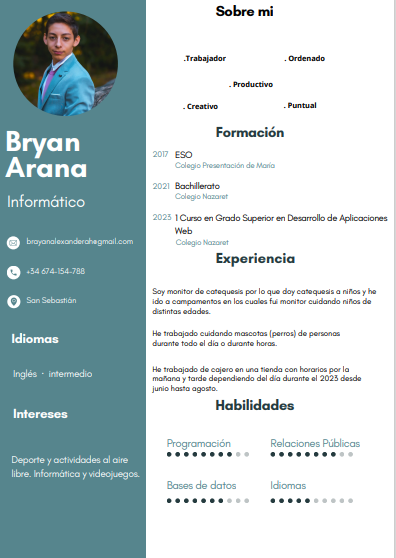 Bryan
Arana
Informático
brayanalexanderah@gmail.com
+34 674-154-788
San Sebastián
Idiomas
Inglés · intermedio
Intereses
Deporte y actividades al aire
libre. Informática y videojuegos.
Sobre mi
.Trabajador
. Ordenado
. Productivo
. Creativo
. Puntual
Formación
2017 ESO
Colegio Presentación de María
2021 Bachillerato
Colegio Nazaret
2023 1 Curso en Grado Superior en Desarrollo de Aplicaciones
Web
Colegio Nazaret
Experiencia
Soy monitor de catequesis por lo que doy catequesis a niños y he
ido a campamentos en los cuales fui monitor cuidando niños de
distintas edades.
He trabajado cuidando mascotas (perros) de personas
durante todo el día o durante horas.
He trabajado de cajero en una tienda con horarios por la
mañana y tarde dependiendo del día durante el 2023 desde
junio hasta agosto.
Habilidades
Programación
Relaciones Públicas
Bases de datos
Idiomas